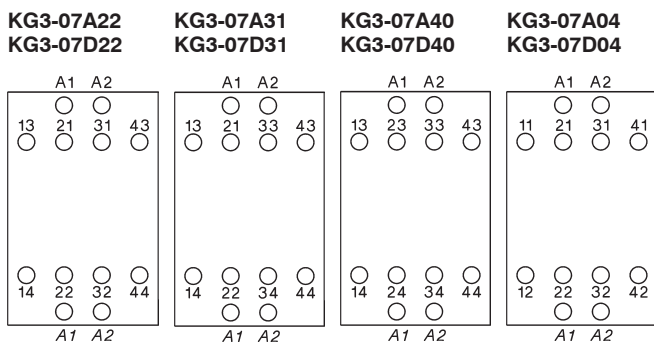 KG3-07A22 KG3-07A31 KG3-07A40 KG3-07A04
KG3-07D22 KG3-07D31 KG3-07D40 KG3-07D04
A1 A2 A1 A2 A1 A2 A1 A2
13 21 31 43 13 21 33 43 13 23 33 43 11 21 31 41
14 22 32 44 14 22 34 44 14 24 34 44 12 22 32 42
A1 A2 A1 A2 A1 A2 A1 A2